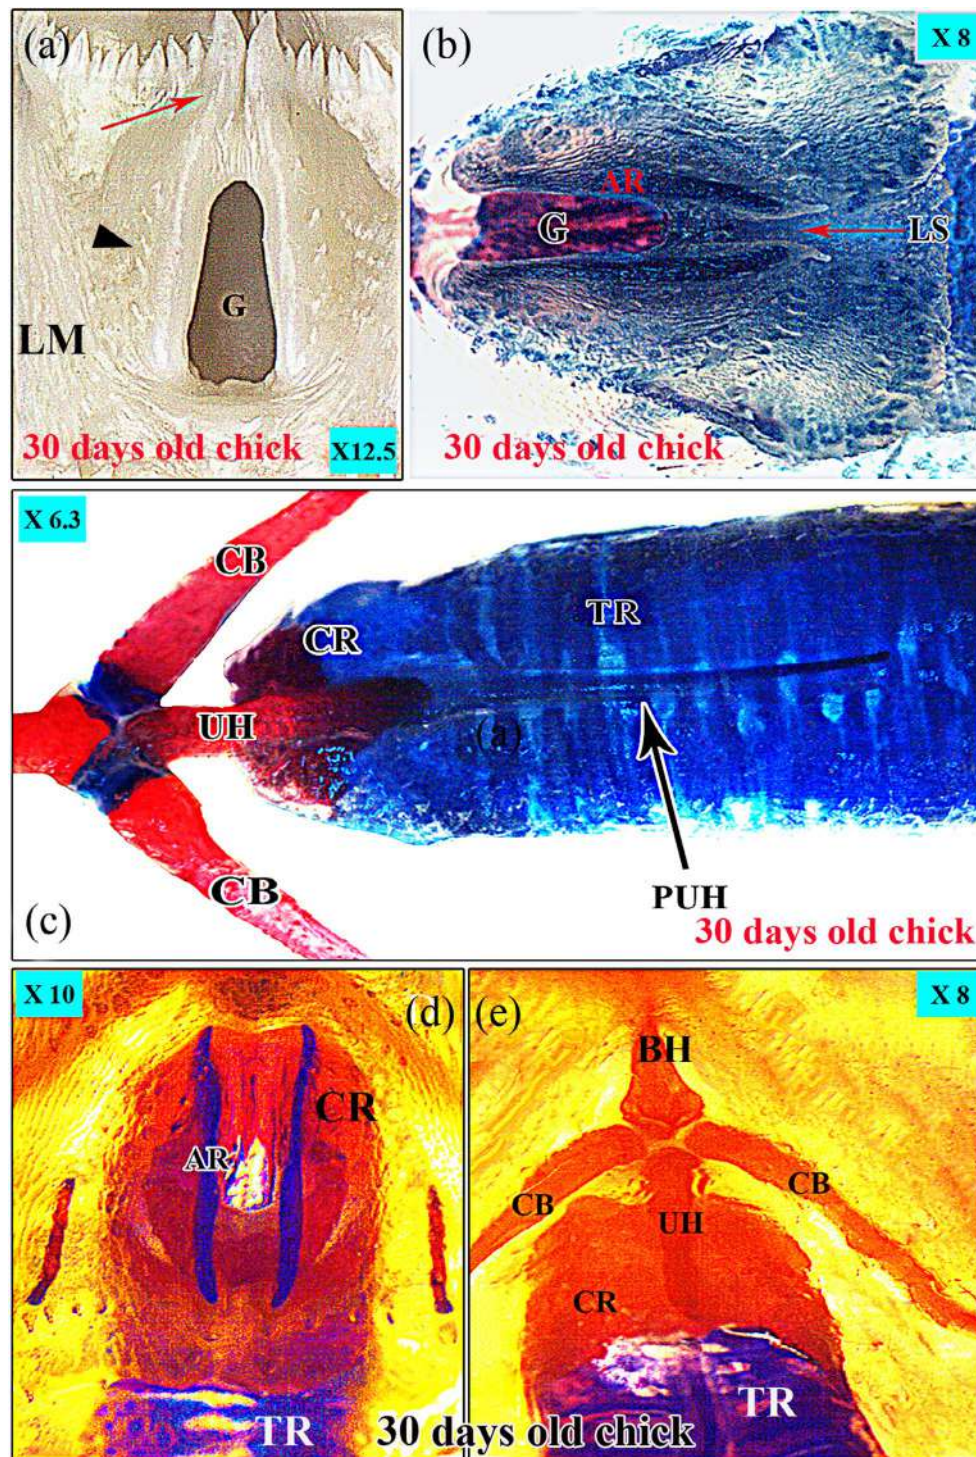 (a)
G
LM
30 days old chick
X12.5
(b)
X 8
AR
G
LS
30 days old chick
X 6.3
CB
CR
TR
UH
(a)
CB
PUH
(c)
30 days old chick
X 10
(d)
CR
AR
TR
(e)
X 8
BH
CB
CB
UH
CR
TR
30 days old chick